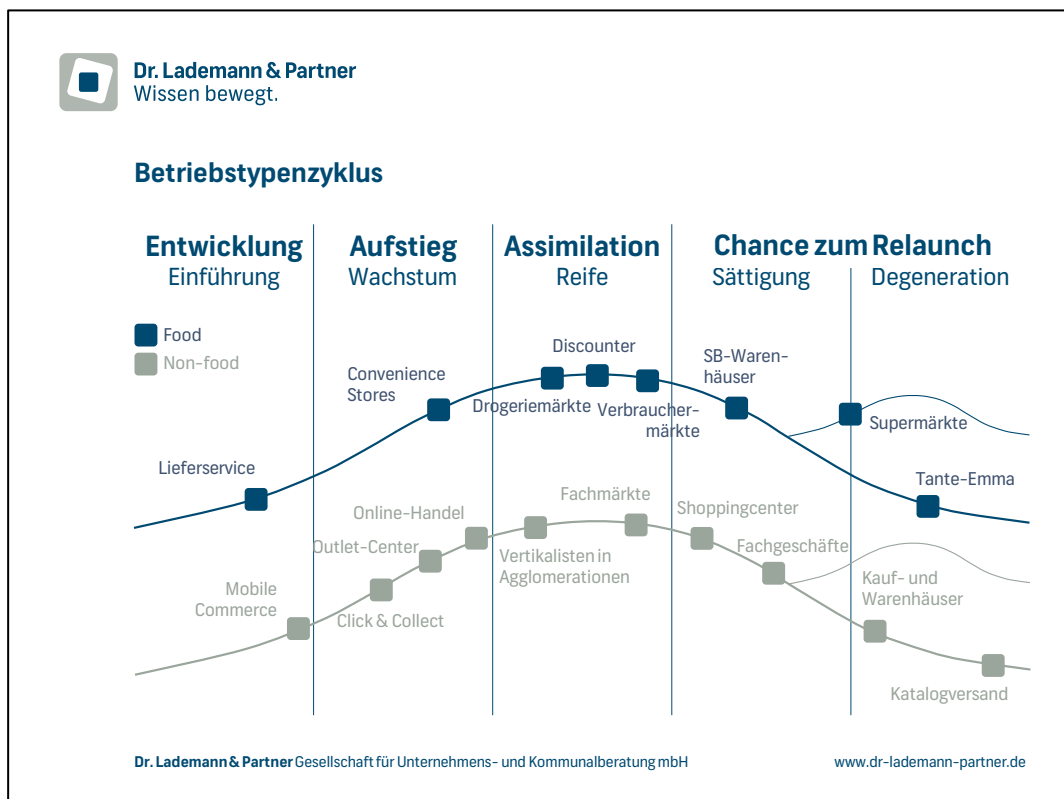 Dr. Lademann & Partner
Wissen bewegt.
Betriebstypenzyklus
Entwicklung
Einführung
Aufstieg
Wachstum
Assimilation
Reife
Chance zum Relaunch
Sättigung
Degeneration
Food
Non-food
Convenience
Stores
Discounter
Drogeriemärkte
Verbraucher-
märkte
SB-Waren-
häuser
Supermärkte
Lieferservice
Tante-Emma
Online-Handel
Fachmärkte
Shoppingcenter
Outlet-Center
Vertikalisten in
Agglomerationen
Fachgeschäfte
Mobile
Commerce
Click & Collect
Kauf- und
Warenhäuser
Katalogversand
Dr. Lademann & Partner Gesellschaft für Unternehmens- und Kommunalberatung mbH
www.dr-lademann-partner.de